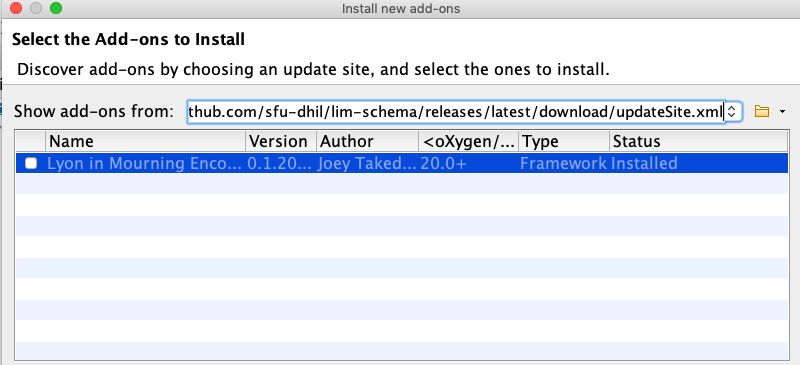 Install new add-ons
Select the Add-ons to Install
Discover add-ons by choosing an update site, and select the ones to install.
Show add-ons from: thub.com/sfu-dhil/lim-schema/releases/latest/download/updateSite.xml
Name Version Author <oXygen/... Type Status
Lyon in Mourning Enco... 0.1.20... Joey Taked... 20.0+ Framework Installed